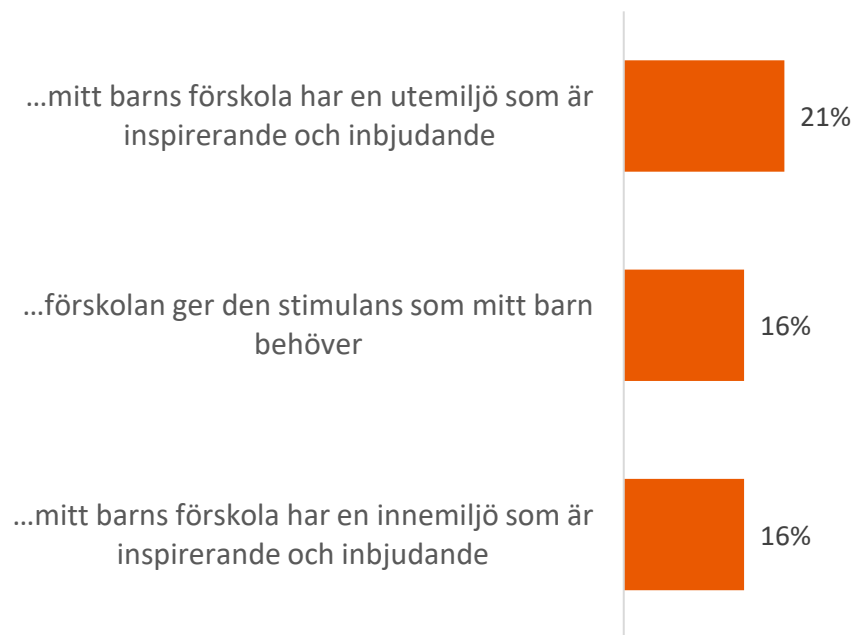 ...mitt barns förskola har en utemiljö som är
inspirerande och inbjudande
21%
...förskolan ger den stimulans som mitt barn
behöver
16%
...mitt barns förskola har en innemiljö som är
inspirerande och inbjudande
16%